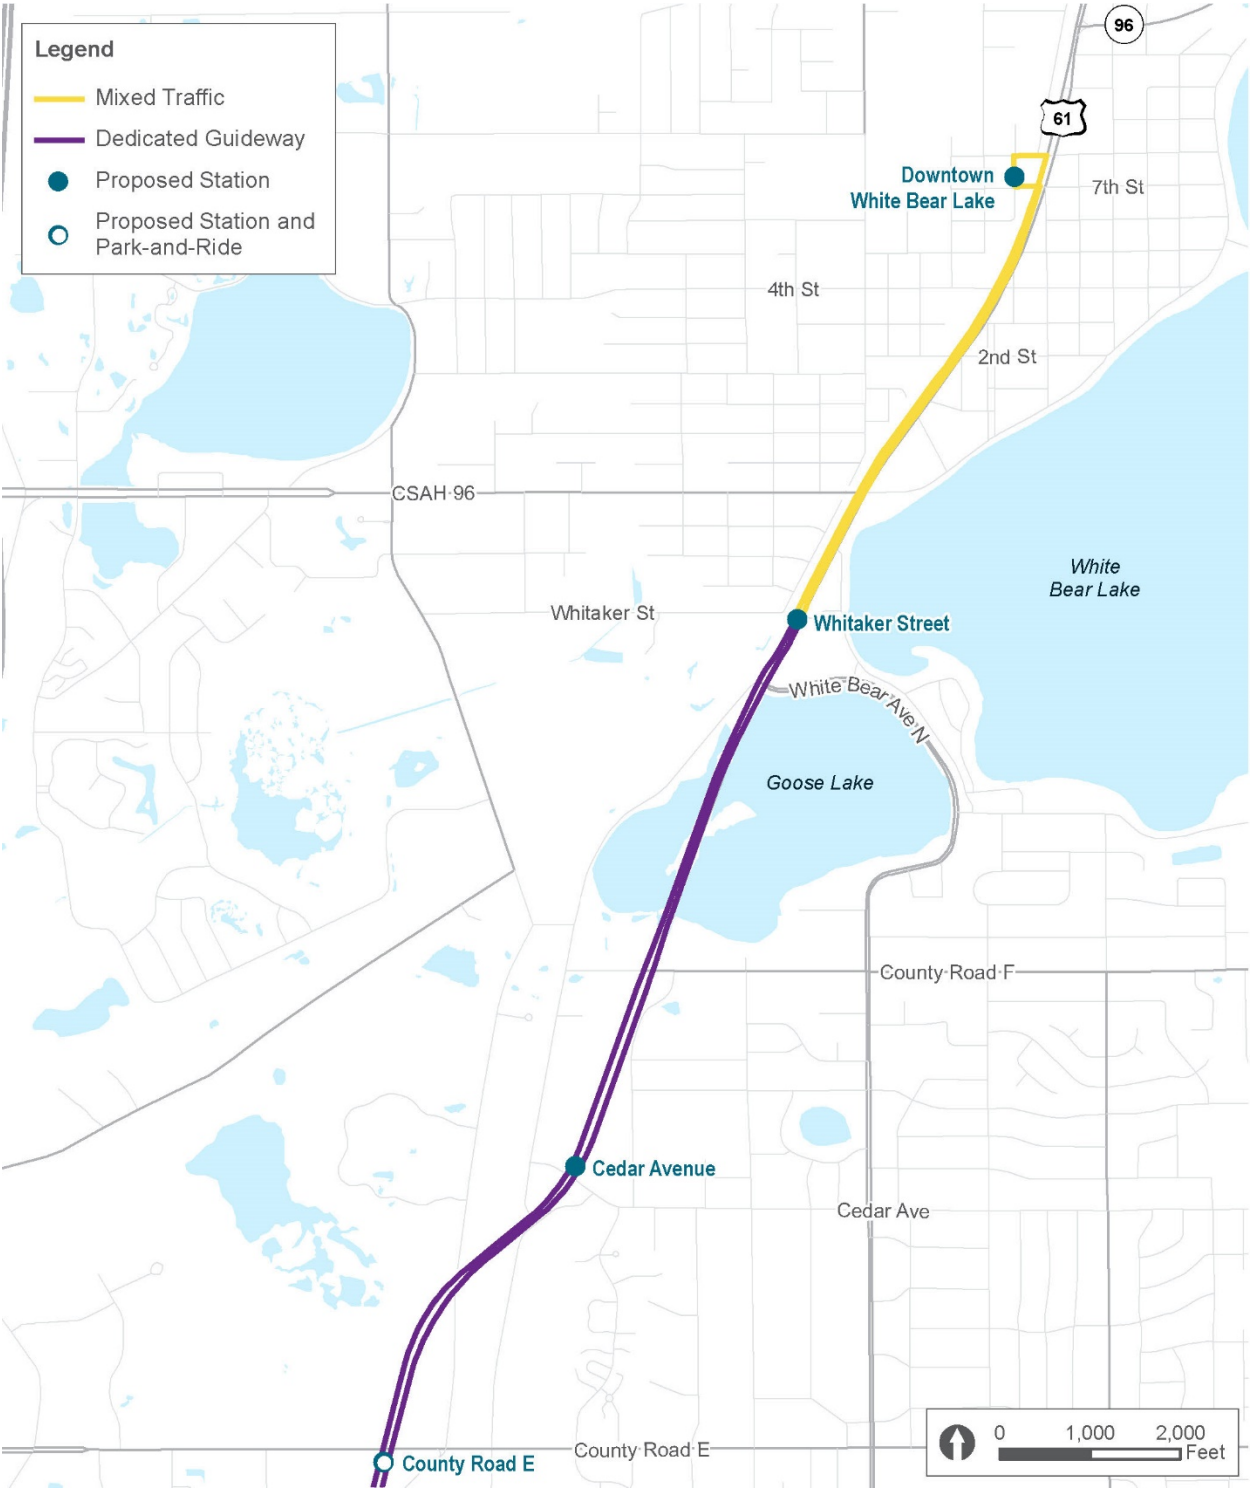 Legend
Mixed Traffic
Dedicated Guideway
Proposed Station
Proposed Station and
Park-and-Ride
96
61
Downtown
White Bear Lake
7th St
4th St
2nd St
CSAH 96
White
Bear Lake
Whitaker St
Whitaker Street
White Bear Ave N
Goose Lake
County Road F
Cedar Avenue
Cedar Ave
County Road E
County Road E
0 1,000 2,000
Feet